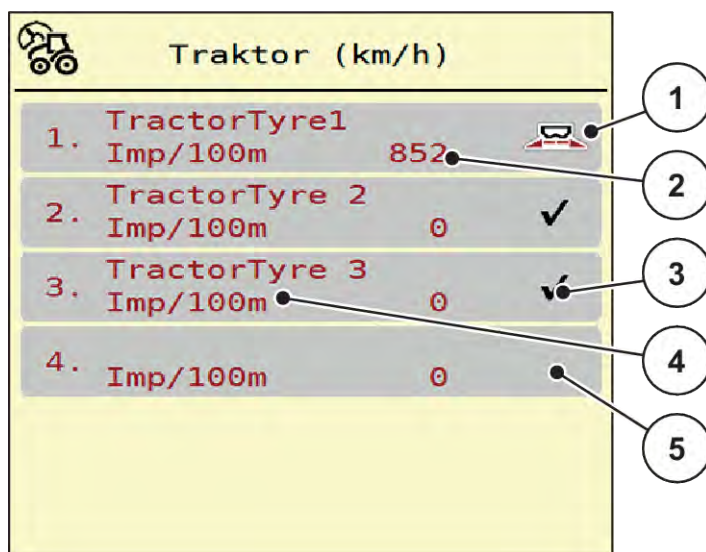 Traktor (km/h)
1. TractorTyre1
Imp/100m 852
2. TractorTyre 2
Imp/100m 0
3. TractorTyre 3
Imp/100m 0
4.
Imp/100m 0
1
2
3
4
5